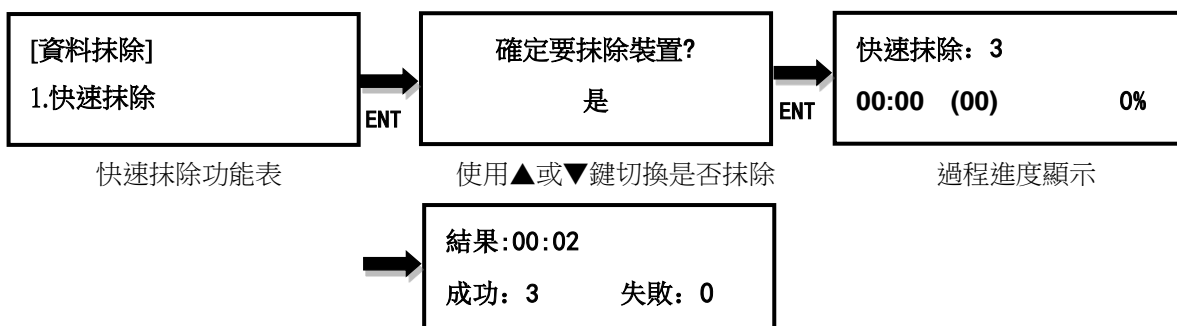 [資料抹除]
1.快速抹除
ENT
確定要抹除裝置?
是
ENT
快速抹除：3
00:00 (00) 0%
快速抹除功能表
使用▲或▼鍵切換是否抹除
過程進度顯示
結果:00:02
成功：3 失敗：0